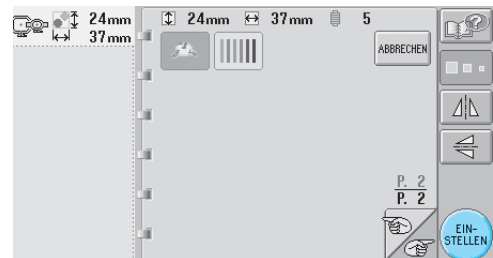 24mm
37mm
24mm 37mm 5
ABBRECHEN
P. 2
P. 2
EIN-
STELLEN